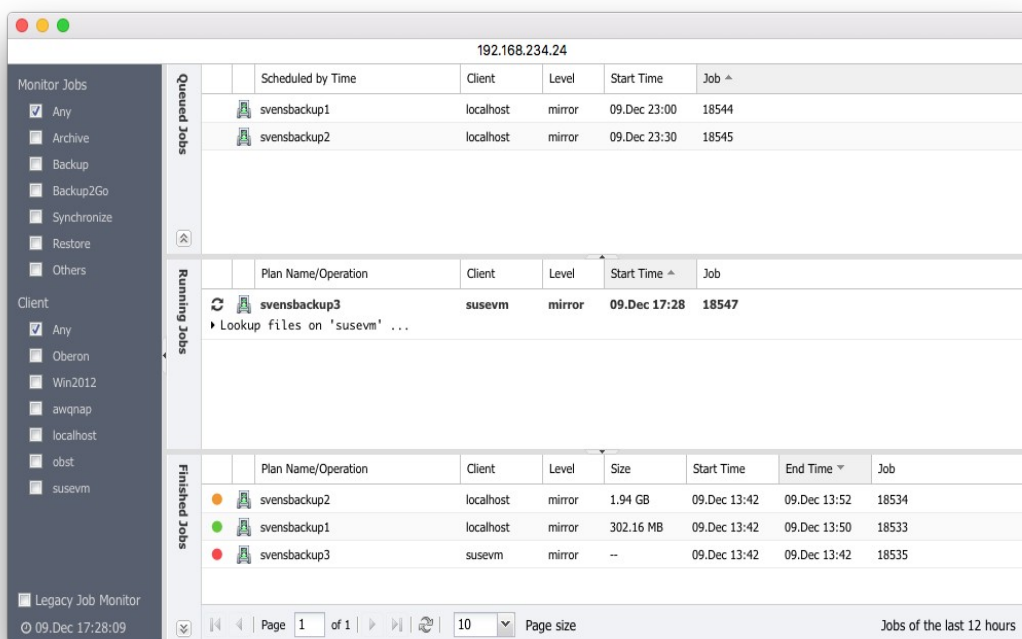 192.168.234.24
Monitor Jobs
Any
Archive
Backup
Backup2Go
Synchronize
Restore
Others
Client
Any
Oberon
Win2012
awqnap
localhost
obst
susevm
Legacy Job Monitor
09.Dec 17:28:09
Queued Jobs
Scheduled by Time Client Level Start Time Job
svensbackup1 localhost mirror 09.Dec 23:00 18544
svensbackup2 localhost mirror 09.Dec 23:30 18545
Running Jobs
Plan Name/Operation Client Level Start Time Job
svensbackup3 susevm mirror 09.Dec 17:28 18547
Lookup files on 'susevm' ...
Finished Jobs
Plan Name/Operation Client Level Size Start Time End Time Job
svensbackup2 localhost mirror 1.94 GB 09.Dec 13:42 09.Dec 13:52 18534
svensbackup1 localhost mirror 302.16 MB 09.Dec 13:42 09.Dec 13:50 18533
svensbackup3 susevm mirror -- 09.Dec 13:42 09.Dec 13:42 18535
Page 1 of 1 10 Page size Jobs of the last 12 hours